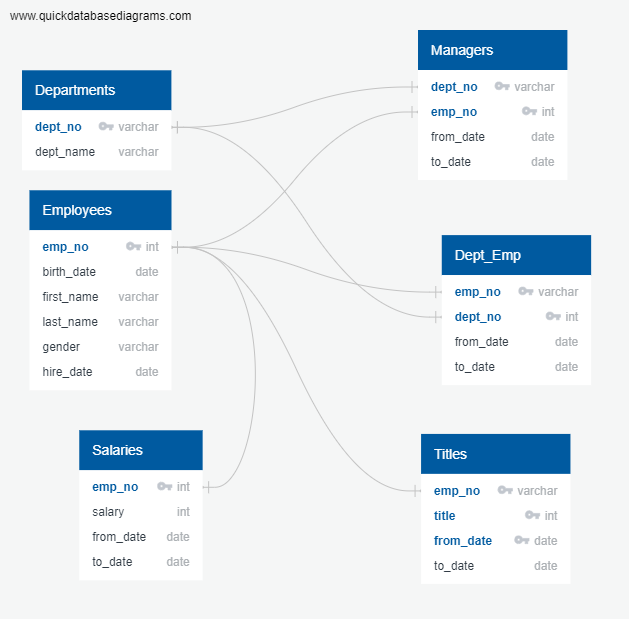 www.quickdatabasediagrams.com
Departments
dept_no varchar
dept_name varchar
Employees
emp_no int
birth_date date
first_name varchar
last_name varchar
gender varchar
hire_date date
Salaries
emp_no int
salary int
from_date date
to_date date
Managers
dept_no varchar
emp_no int
from_date date
to_date date
Dept_Emp
emp_no varchar
dept_no int
from_date date
to_date date
Titles
emp_no varchar
title int
from_date date
to_date date